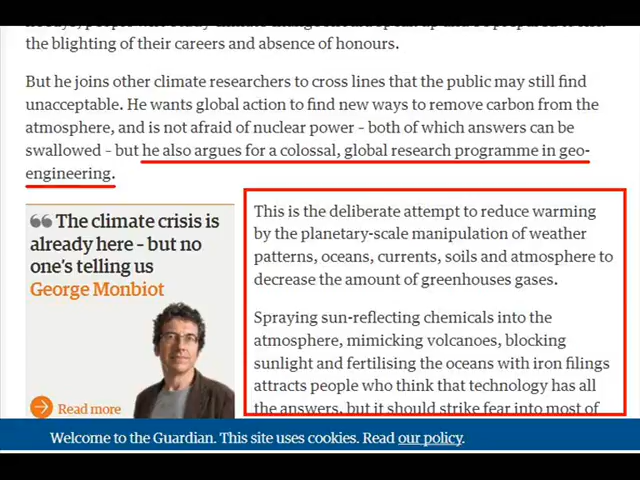 the blighting of their careers and absence of honours.
But he joins other climate researchers to cross lines that the public may still find
unacceptable. He wants global action to find new ways to remove carbon from the
atmosphere, and is not afraid of nuclear power – both of which answers can be
swallowed – but he also argues for a colossal, global research programme in geo-
engineering.
The climate crisis is
already here – but no
one's telling us
George Monbiot
Read more
This is the deliberate attempt to reduce warming
by the planetary-scale manipulation of weather
patterns, oceans, currents, soils and atmosphere to
decrease the amount of greenhouses gases.
Spraying sun-reflecting chemicals into the
atmosphere, mimicking volcanoes, blocking
sunlight and fertilising the oceans with iron filings
attracts people who think that technology has all
the answers, but it should strike fear into most of
Welcome to the Guardian. This site uses cookies. Read our policy.